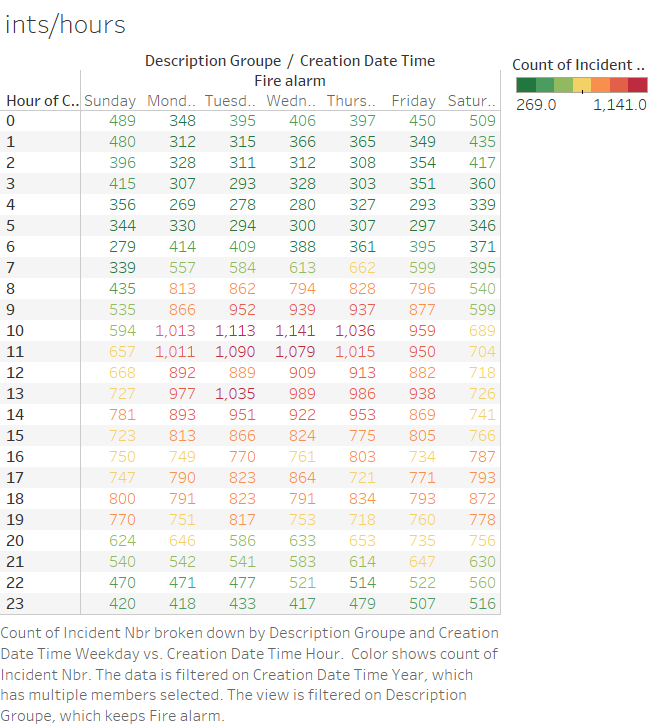 ints/hours
Description Groupe / Creation Date Time
Fire alarm
Hour of C.. Sunday Mond.. Tuesd.. Wedn.. Thurs.. Friday Satur..
0 489 348 395 406 397 450 509
1 480 312 315 366 365 349 435
2 396 328 311 312 308 354 417
3 415 307 293 328 303 351 360
4 356 269 278 280 327 293 339
5 344 330 294 300 307 297 346
6 279 414 409 388 361 395 371
7 339 557 584 613 662 599 395
8 435 813 862 794 828 796 540
9 535 866 952 939 937 877 599
10 594 1,013 1,113 1,141 1,036 959 689
11 657 1,011 1,090 1,079 1,015 950 704
12 668 892 889 909 913 882 718
13 727 977 1,035 989 986 938 726
14 781 893 951 922 953 869 741
15 723 813 866 824 775 805 766
16 750 749 770 761 803 734 787
17 747 790 823 864 721 771 793
18 800 791 823 791 834 793 872
19 770 751 817 753 718 760 778
20 624 646 586 633 653 735 756
21 540 542 541 583 614 647 630
22 470 471 477 521 514 522 560
23 420 418 433 417 479 507 516
Count of Incident ..
269.0 1,141.0
Count of Incident Nbr broken down by Description Groupe and Creation
Date Time Weekday vs. Creation Date Time Hour. Color shows count of
Incident Nbr. The data is filtered on Creation Date Time Year, which
has multiple members selected. The view is filtered on Description
Groupe, which keeps Fire alarm.